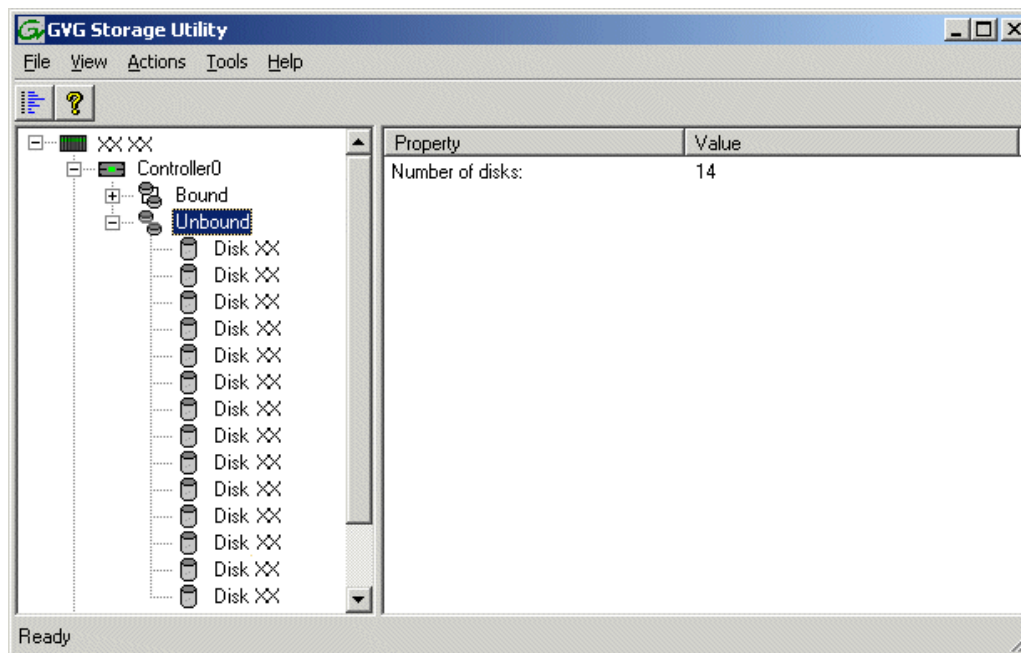 GVG Storage Utility
File View Actions Tools Help
XX XX
Controller0
Bound
Unbound
Disk XX
Disk XX
Disk XX
Disk XX
Disk XX
Disk XX
Disk XX
Disk XX
Disk XX
Disk XX
Disk XX
Disk XX
Disk XX
Disk XX
Property Value
Number of disks: 14
Ready